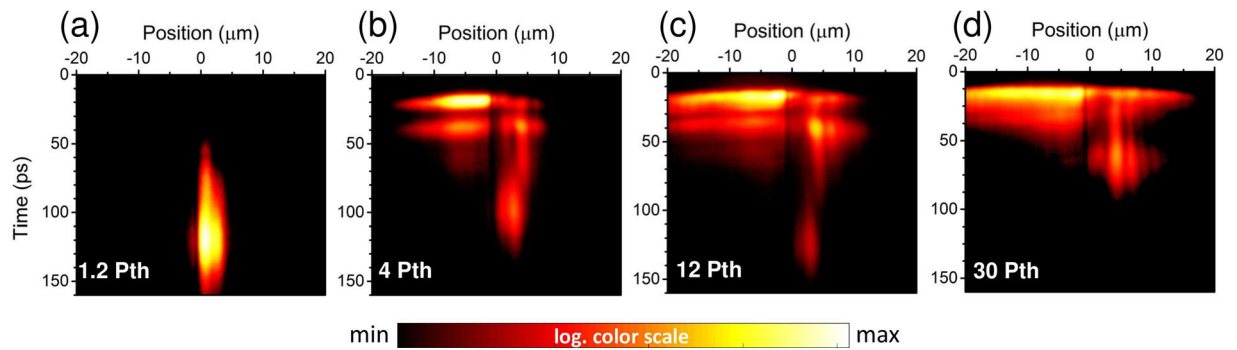 (a) (b) (c) (d)
Position (μm) Position (μm) Position (μm) Position (μm)
-20 -10 0 10 20 -20 -10 0 10 20 -20 -10 0 10 20 -20 -10 0 10 20
0 0 0 0
50 50 50 50
Time (ps)
100 100 100 100
150 150 150 150
1.2 Pth 4 Pth 12 Pth 30 Pth
min log. color scale max